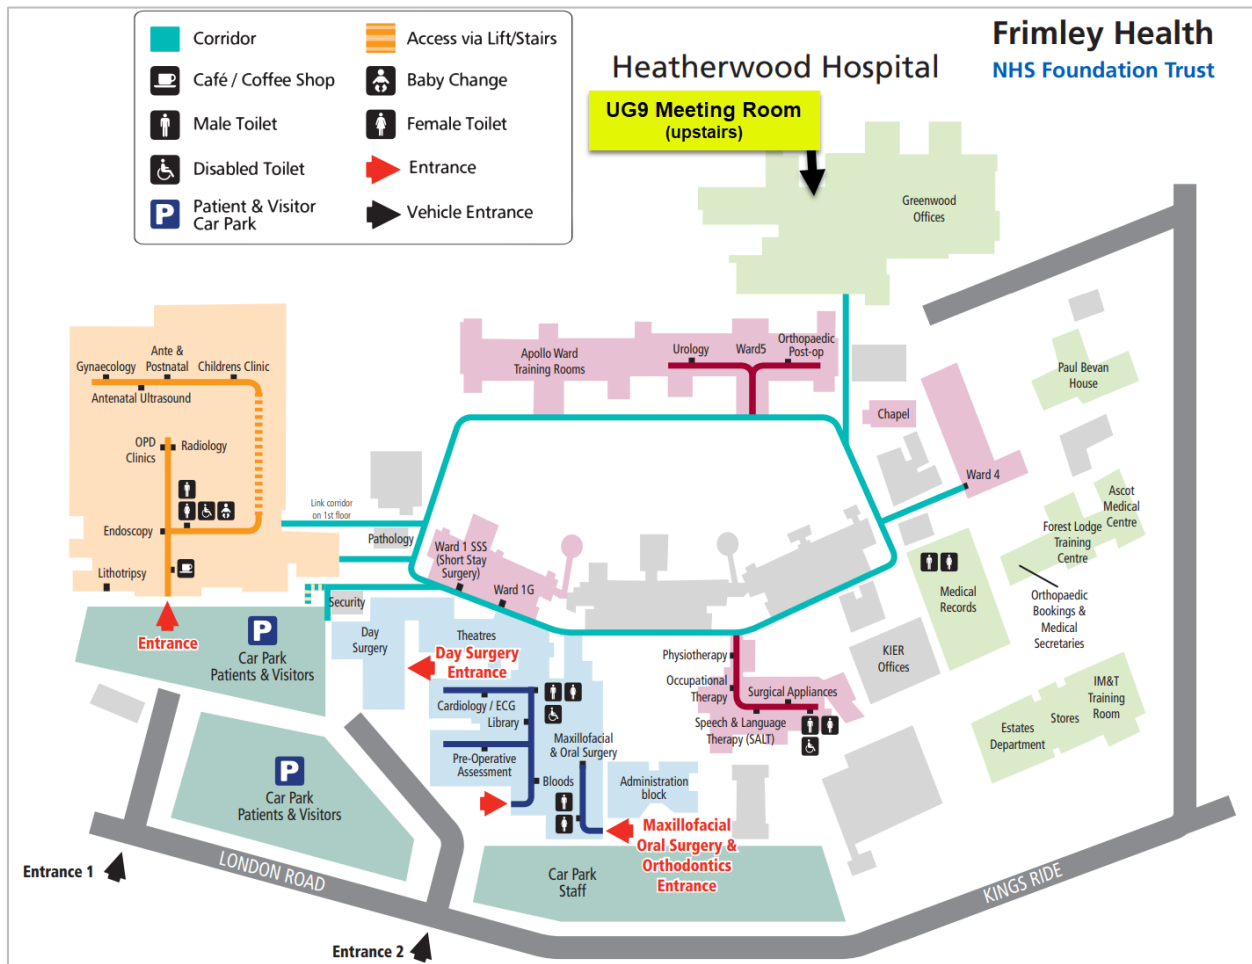 Corridor
Access via Lift/Stairs
Café / Coffee Shop
Baby Change
Male Toilet
Female Toilet
Disabled Toilet
Entrance
P
Patient & Visitor
Car Park
Vehicle Entrance
Frimley Health
NHS Foundation Trust
Heatherwood Hospital
UG9 Meeting Room
(upstairs)
Greenwood
Offices
Ante &
Postnatal
Gynaecology
Childrens Clinic
Antenatal Ultrasound
OPD
Clinics
Radiology
Endoscopy
Lithotripsy
Entrance
Link corridor
on 1st floor
Pathology
Security
Apollo Ward
Training Rooms
Urology
Ward5
Orthopaedic
Post-op
Chapel
Ward 4
Paul Bevan
House
Ascot
Medical
Centre
Forest Lodge
Training
Centre
Orthopaedic
Bookings &
Medical
Secretaries
Medical
Records
KIER
Offices
IM&T
Training
Room
Stores
Estates
Department
Ward 1 SSS
(Short Stay
Surgery)
Ward 1G
Day
Surgery
Theatres
Day Surgery
Entrance
Cardiology / ECG
Library
Pre-Operative
Assessment
Bloods
Maxillofacial
& Oral Surgery
Physiotherapy
Occupational
Therapy
Surgical Appliances
Speech & Language
Therapy (SALT)
Administration
block
Maxillofacial
Oral Surgery &
Orthodontics
Entrance
P
Car Park
Patients & Visitors
P
Car Park
Patients & Visitors
Car Park
Staff
Entrance 1
LONDON ROAD
Entrance 2
KINGS RIDE